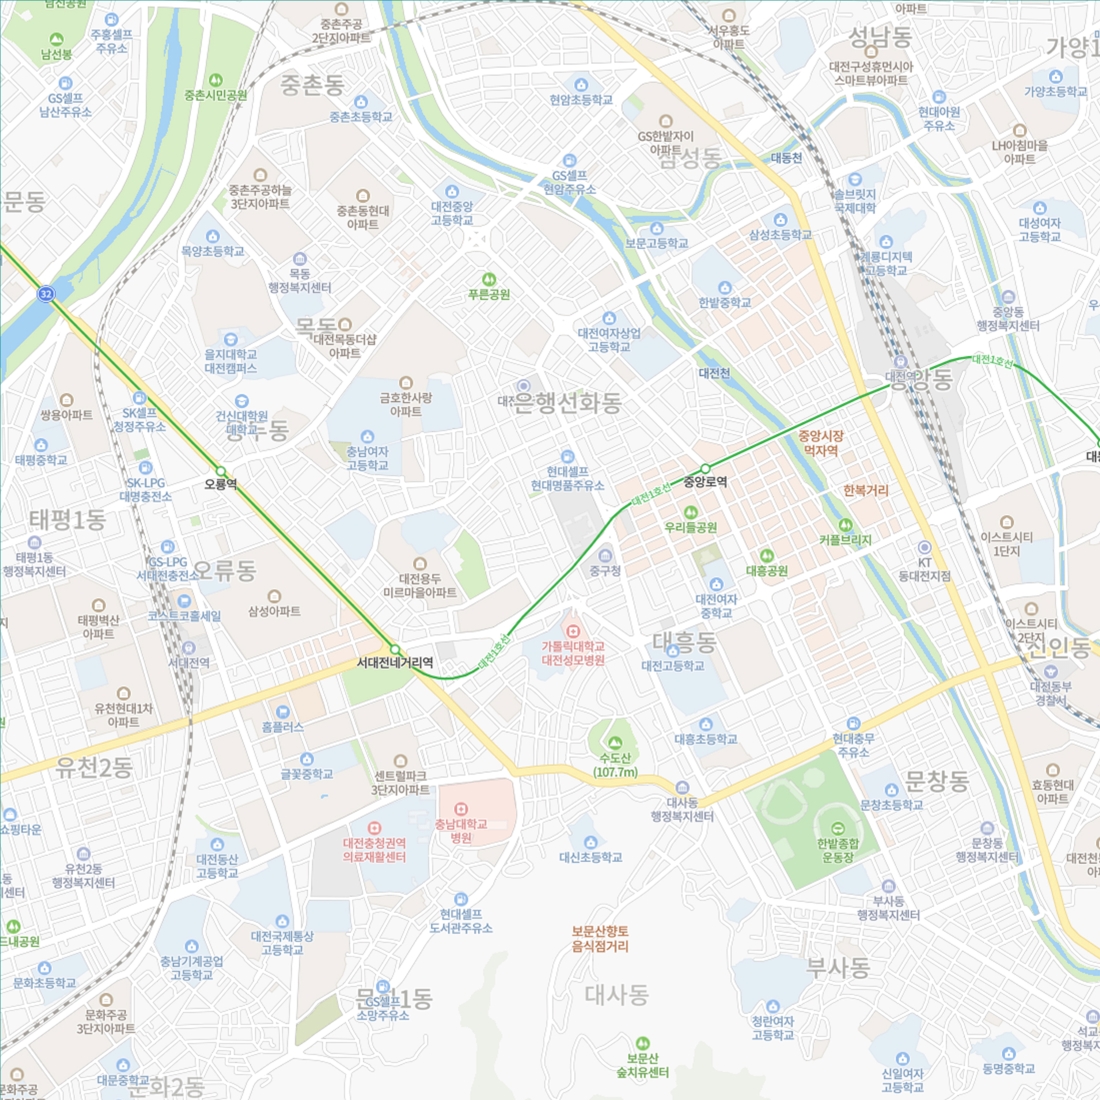 남선공원
주흥셀프
주유소
남선봉
GS셀프
남산주유소
중촌시민공원
중촌주공
2단지아파트
중촌동
중촌초등학교
현암초등학교
서우홍도
아파트
성남동
아파트
대전구성휴먼시아
스마트뷰아파트
현대아원
주유소
가양초등학교
LH아침마을
아파트
GS한밭자이
아파트
삼성동
대동천
GS셀프
현암주유소
솔브릿지
국제대학
대성여자
고등학교
문동
중촌주공하늘
3단지아파트
중촌동현대
아파트
대전중앙
고등학교
목양초등학교
목동
행정복지센터
푸른공원
보문고등학교
삼성초등학교
계룡디지텍
고등학교
한밭중학교
중앙동
행정복지센터
32
목동
대전목동더샵
아파트
을지대학교
대전캠퍼스
대전여자상업
고등학교
대전천
대전역
대전1호선
쌍용아파트
SK셀프
청정주유소
건신대학원
대학교
금호한사랑
아파트
은행선화동
중앙시장
먹자역
태평중학교
충남여자
고등학교
SK-LPG
대명충전소
오룡역
현대셀프
현대명품주유소
대전1호선
중앙로역
한복거리
태평1동
태평1동
행정복지센터
GS-LPG
서대전충전소
오류동
우리들공원
커플브리지
이스트시티
1단지
대전용두
미르마을아파트
중구청
대흥공원
KT
동대전지점
코스트코홀세일
태평벽산
아파트
삼성아파트
대전여자
중학교
이스트시티
2단지
신인동
서대전역
서대전네거리역
대전1호선
가톨릭대학교
대전성모병원
대흥동
대전고등학교
대전동부
경찰서
유천현대1차
아파트
홈플러스
대흥초등학교
현대충무
주유소
유천2동
글꽃중학교
센트럴파크
3단지아파트
수도산
(107.7m)
대사동
행정복지센터
문창동
문창초등학교
효동현대
아파트
쇼핑타운
충남대학교
병원
대전충청권역
의료재활센터
대신초등학교
한밭종합
운동장
문창동
행정복지센터
유천2동
행정복지센터
대전동산
고등학교
현대셀프
도서관주유소
부사동
행정복지센터
드내공원
대전국제통상
고등학교
충남기계공업
고등학교
보문산향토
음식점거리
문화초등학교
GS셀프
소망주유소
대사동
부사동
문화주공
3단지아파트
청란여자
고등학교
보문산
숲치유센터
대문중학교
문화2동
신일여자
고등학교
동명중학교